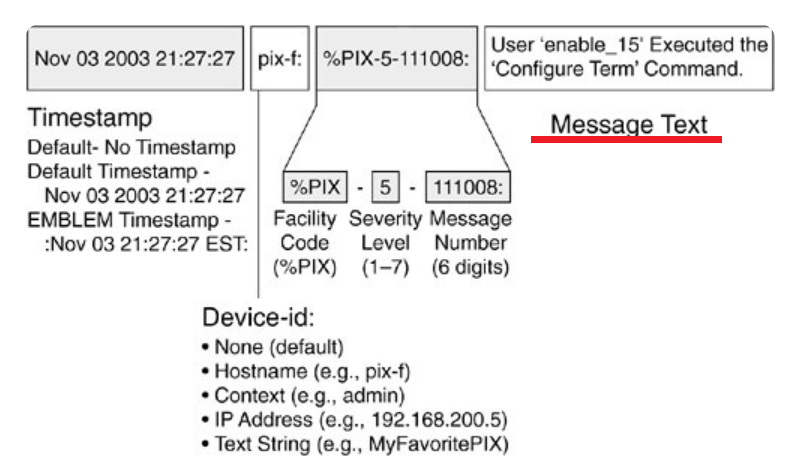 Nov 03 2003 21:27:27 pix-f: %PIX-5-111008: User ‘enable_15’ Executed the
‘Configure Term’ Command.
Timestamp
Default- No Timestamp
Default Timestamp -
Nov 03 2003 21:27:27
EMBLEM Timestamp -
:Nov 03 21:27:27 EST:
Message Text
%PIX - 5 - 111008:
Facility Severity Message
Code Level Number
(%PIX) (1–7) (6 digits)
Device-id:
• None (default)
• Hostname (e.g., pix-f)
• Context (e.g., admin)
• IP Address (e.g., 192.168.200.5)
• Text String (e.g., MyFavoritePIX)